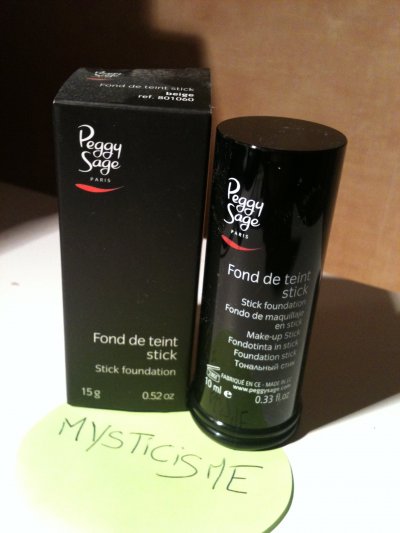 Fond de teint stick
beige
ref. 801060
Peggy
Sage
PARIS
Fond de teint
stick
Stick foundation
15 g 0.52 oz
Peggy
Sage
PARIS
Fond de teint
stick
Stick foundation
Fondo de maquillaje
en stick
Make-up Stick
Fondotinta in stick
Foundation stick
Тональный стик
FABRIQUÉ EN CE - MADE IN
www.peggysage.com
10 ml e 0.33 fl.oz
MYSTICISME